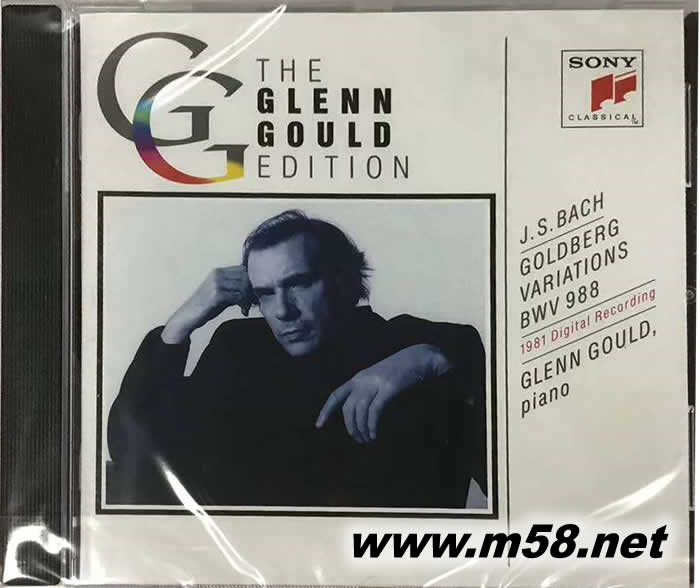 GG
THE
GLENN
GOULD
EDITION
SONY
CLASSICAL™
J.S. BACH
GOLDBERG
VARIATIONS
BWV 988
1981 Digital Recording
GLENN GOULD,
piano
www.m58.net